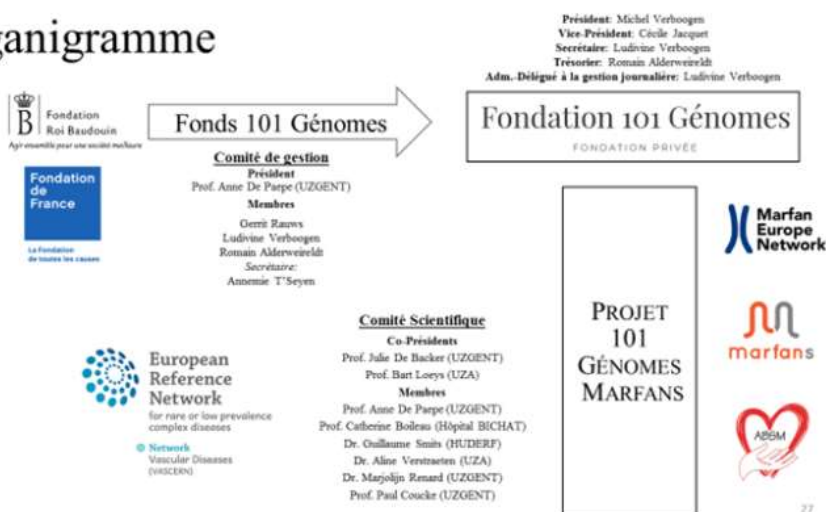 ganigramme
Président: Michel Verboogen
Vice-Président: Cécile Jacquet
Secrétaire: Ludivine Verboogen
Trésorier: Romain Alderweireldt
Adm.-Délégué à la gestion journalière: Ludivine Verboogen
Fondation
Roi Baudouin
Agir ensemble pour une société meilleure
Fonds 101 Génomes
Fondation 101 Génomes
FONDATION PRIVÉE
Fondation
de
France
La Fondation
de toutes les causes
Comité de gestion
Président
Prof. Anne De Paepe (UZGENT)
Membres
Gerrit Rauws
Ludivine Verboogen
Romain Alderweireldt
Secrétaire:
Annemie T'Seyen
Marfan
Europe
Network
PROJET
101
GÉNOMES
MARFANS
marfans
ABSM
Comité Scientifique
Co-Présidents
Prof. Julie De Backer (UZGENT)
Prof. Bart Loeys (UZA)
Membres
Prof. Anne De Paepe (UZGENT)
Prof. Catherine Boileau (Hôpital BICHAT)
Dr. Guillaume Smits (HUDERF)
Dr. Aline Verstraeten (UZA)
Dr. Marjolijn Renard (UZGENT)
Prof. Paul Coucke (UZGENT)
European
Reference
Network
for rare or low prevalence
complex diseases
Network
Vascular Diseases
(VASCERN)
27